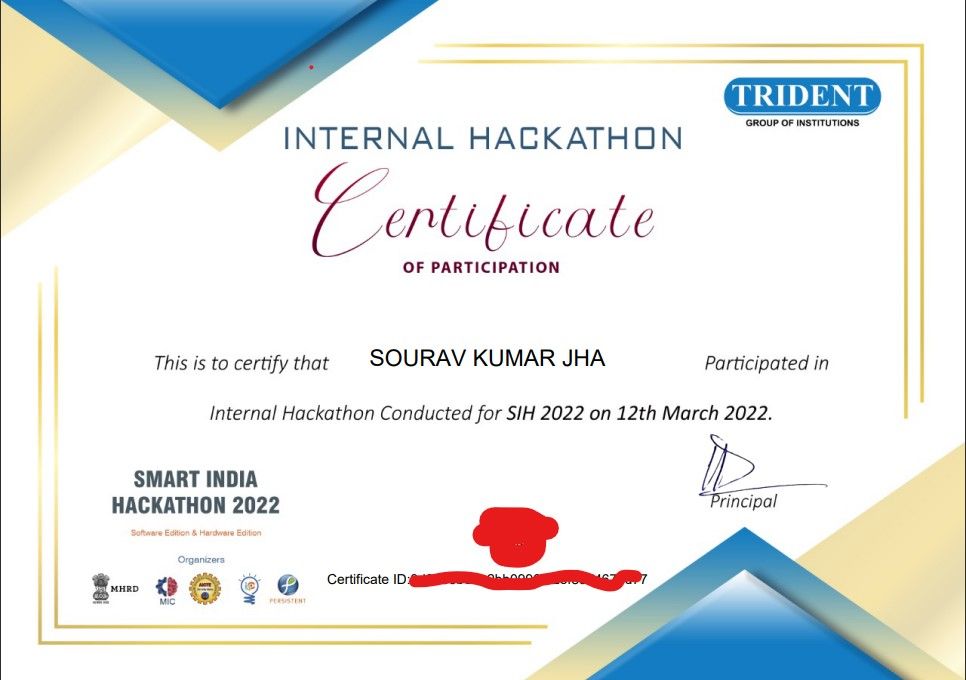 TRIDENT
GROUP OF INSTITUTIONS
INTERNAL HACKATHON
Certificate
OF PARTICIPATION
This is to certify that SOURAV KUMAR JHA Participated in
Internal Hackathon Conducted for SIH 2022 on 12th March 2022.
Principal
SMART INDIA
HACKATHON 2022
Software Edition & Hardware Edition
Organizers
MHRD
MIC
AICTE
PERSISTENT
Certificate ID: